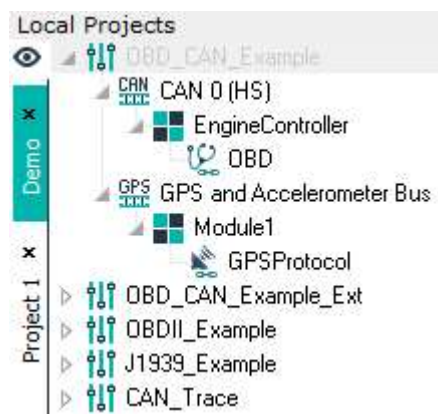 Local Projects
OBD_CAN_Example
CAN CAN 0 (HS)
EngineController
OBD
GPS GPS and Accelerometer Bus
Module1
GPSProtocol
OBD_CAN_Example_Ext
OBDII_Example
J1939_Example
CAN_Trace
x
Demo
x
Project 1